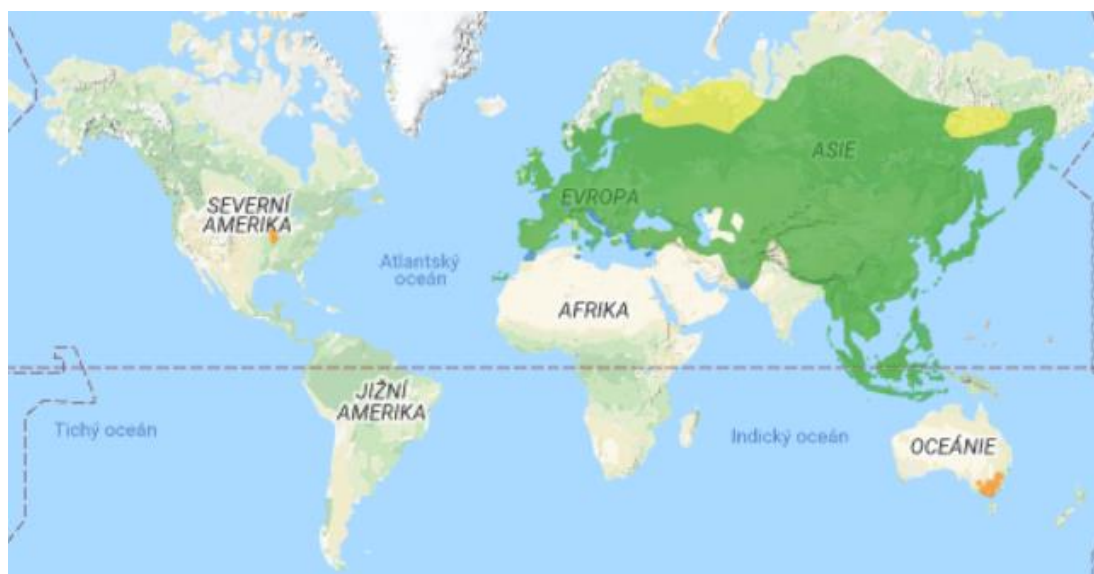 ASIE
EVROPA
SEVERNÍ
AMERIKA
Atlantský
oceán
AFRIKA
JIŽNÍ
AMERIKA
Tichý oceán
Indický oceán
OCEÁNIE